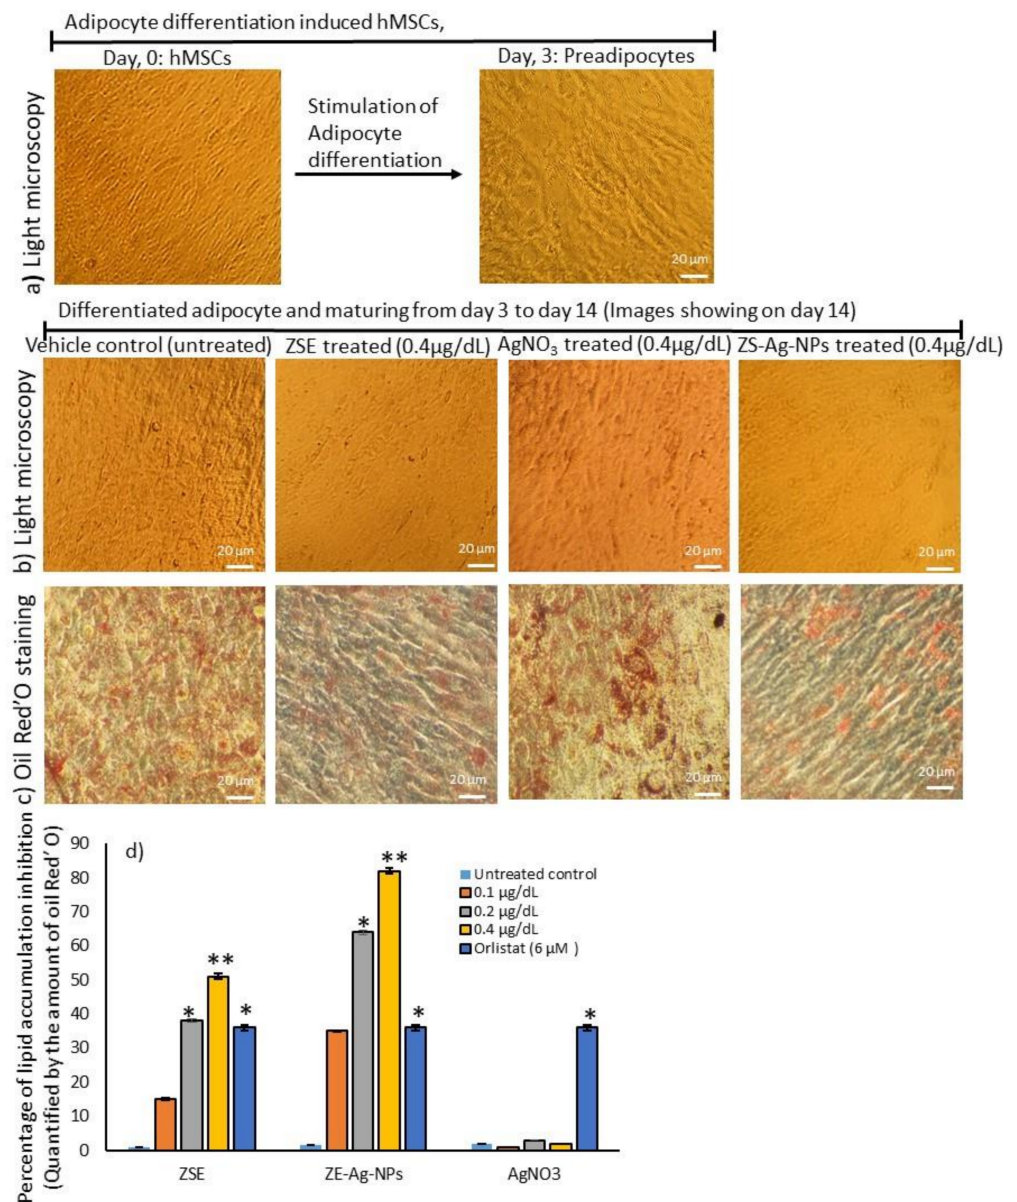 Adipocyte differentiation induced hMSCs,
Day, 0: hMSCs
Day, 3: Preadipocytes
a) Light microscopy
Stimulation of
Adipocyte
differentiation
20 µm
Differentiated adipocyte and maturing from day 3 to day 14 (Images showing on day 14)
Vehicle control (untreated)
ZSE treated (0.4µg/dL)
AgNO3 treated (0.4µg/dL)
ZS-Ag-NPs treated (0.4µg/dL)
b) Light microscopy
20 µm
20 µm
20 µm
20 µm
c) Oil Red'O staining
20 µm
20 µm
20 µm
20 µm
Percentage of lipid accumulation inhibition
(Quantified by the amount of oil Red' O)
d)
90
80
70
60
50
40
30
20
10
0
*
**
*
*
**
*
*
Untreated control
0.1 µg/dL
0.2 µg/dL
0.4 µg/dL
Orlistat (6 µM )
ZSE
ZE-Ag-NPs
AgNO3